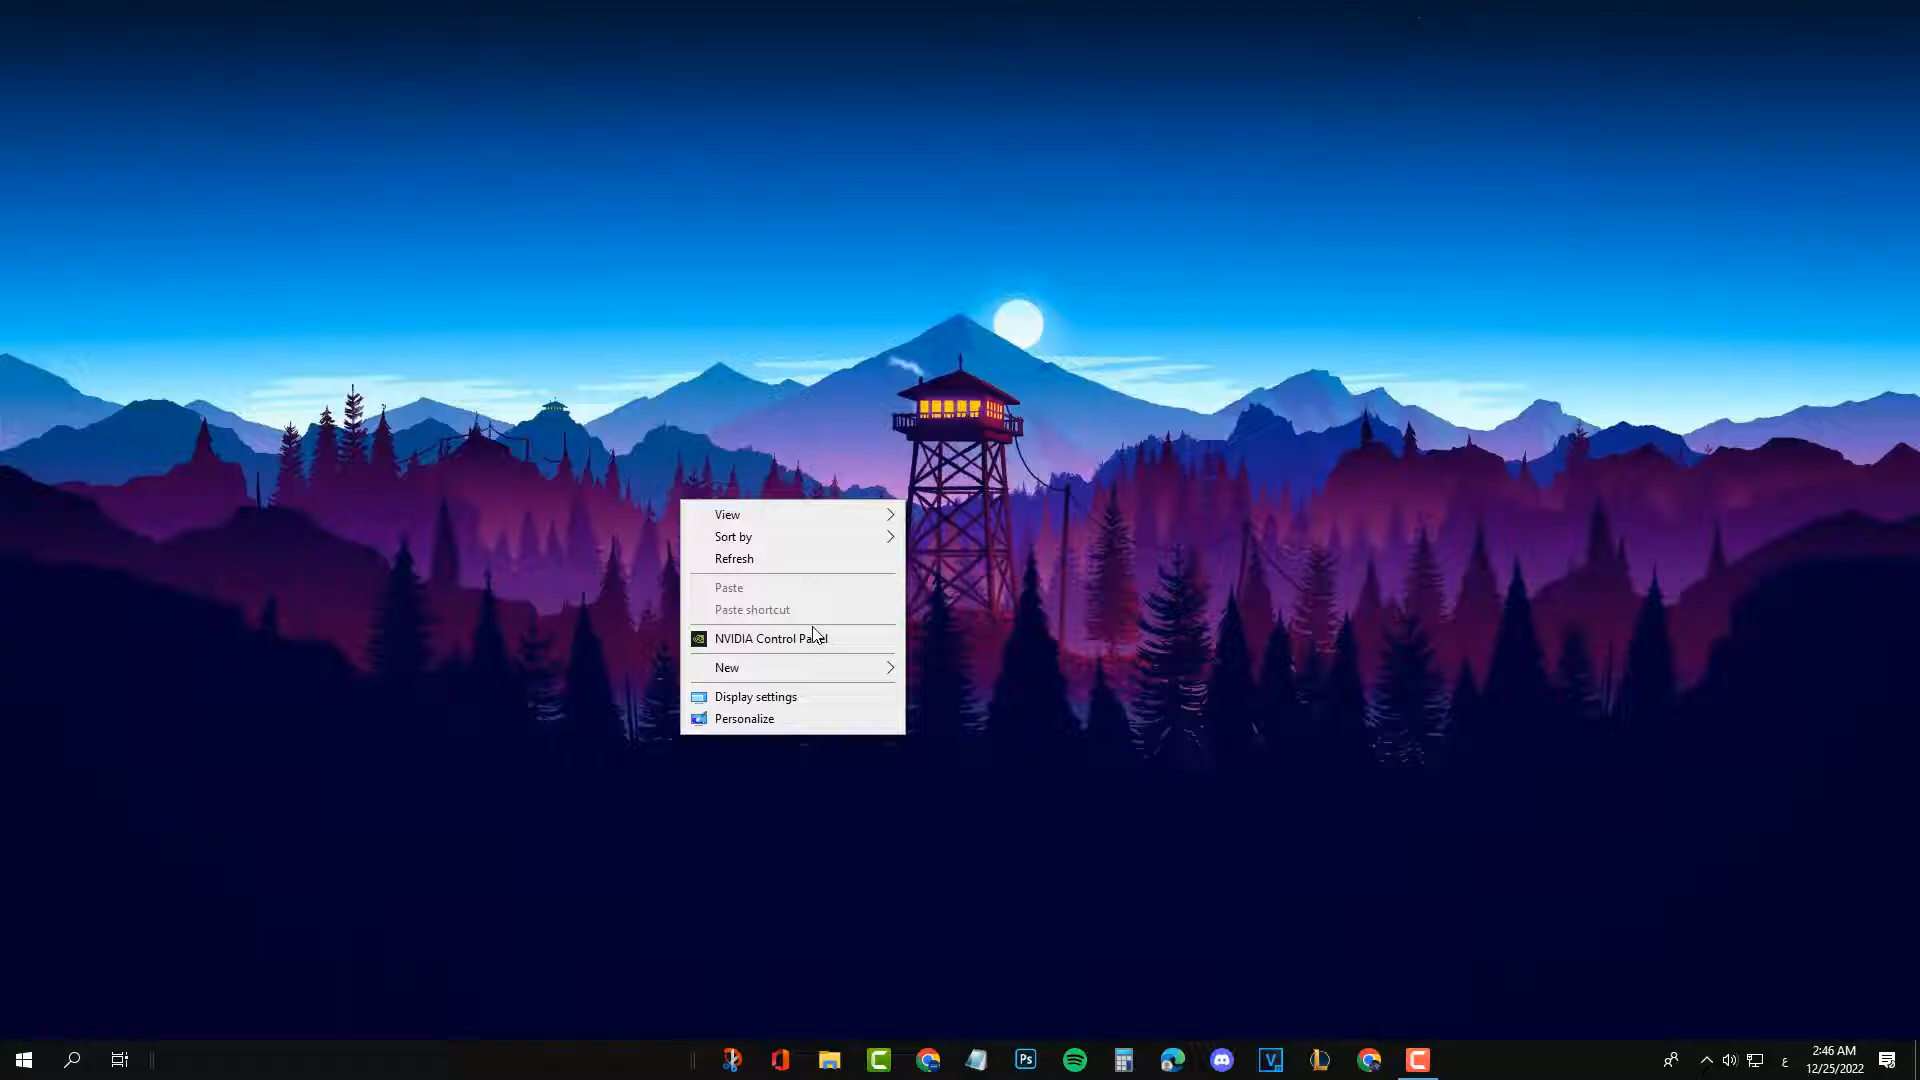 View
Sort by
Refresh
Paste
Paste shortcut
NVIDIA Control Panel
New
Display settings
Personalize
Ps
V
ع
2:46 AM
12/25/2022